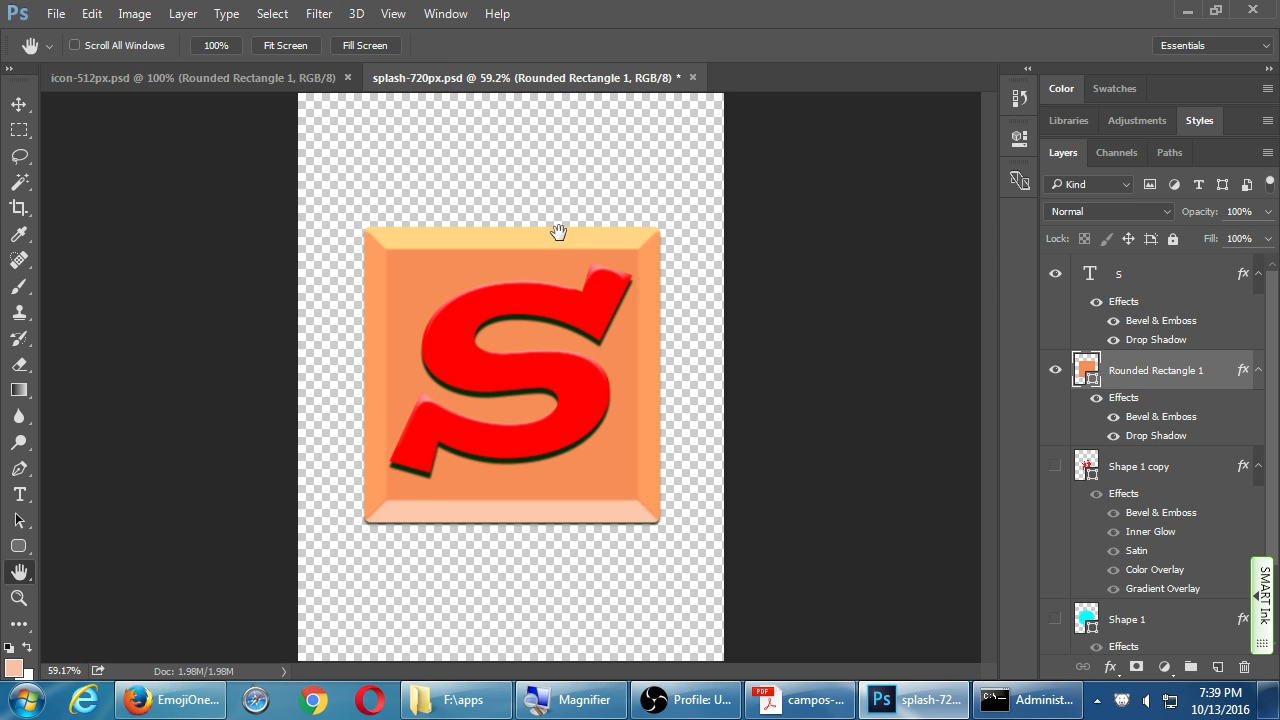 Ps File Edit Image Layer Type Select Filter 3D View Window Help
Scroll All Windows 100% Fit Screen Fill Screen Essentials
icon-512px.psd @ 100% (Rounded Rectangle 1, RGB/8) × splash-720px.psd @ 59.2% (Rounded Rectangle 1, RGB/8) * ×
Color Swatches
Libraries Adjustments Styles
Layers Channels Paths
Kind
Normal Opacity: 100%
Lock: Fill: 100%
T S fx
Effects
Bevel & Emboss
Drop Shadow
Rounded Rectangle 1 fx
Effects
Bevel & Emboss
Drop Shadow
Shape 1 copy fx
Effects
Bevel & Emboss
Inner Glow
Satin
Color Overlay
Gradient Overlay
Shape 1 fx
Effects
S
SMART Ink
59.17% Doc: 1.98M/1.98M
EmojiOne... F:\apps Magnifier Profile: U... campos-... splash-72... Administ...
7:39 PM
10/13/2016